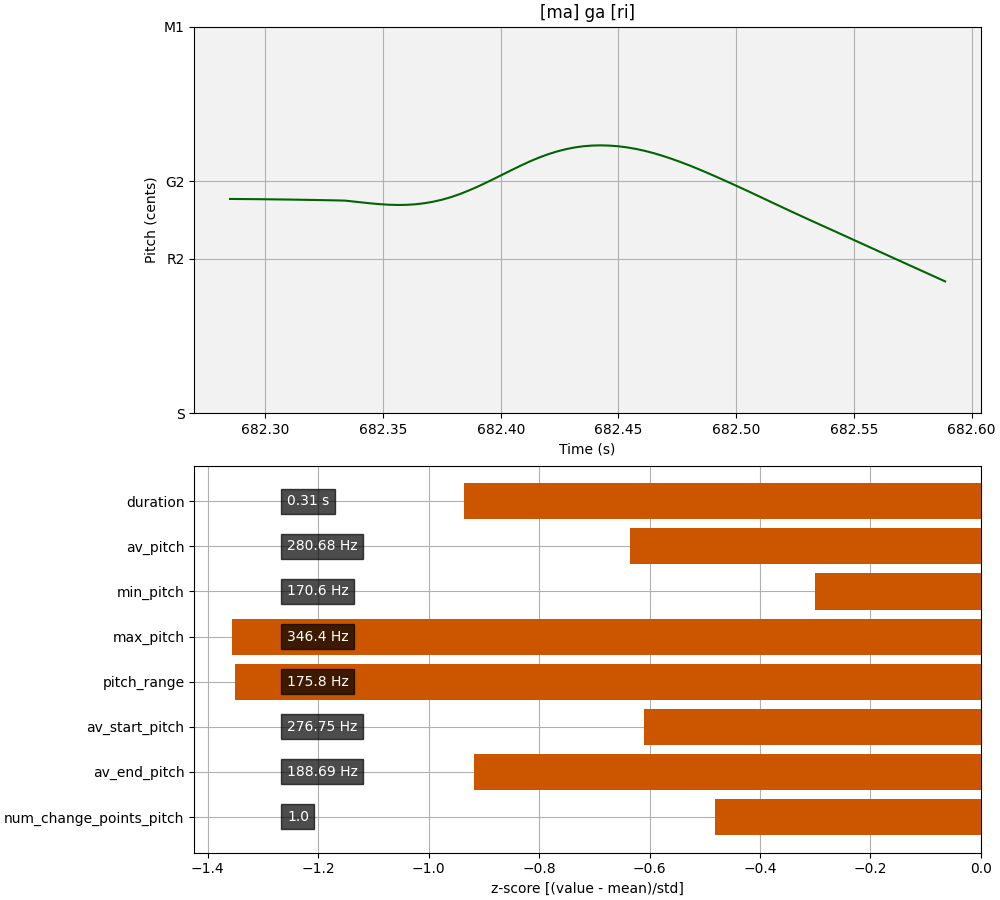 [ma] ga [ri]
M1
G2
R2
S
Pitch (cents)
682.30 682.35 682.40 682.45 682.50 682.55 682.60
Time (s)
duration 0.31 s
av_pitch 280.68 Hz
min_pitch 170.6 Hz
max_pitch 346.4 Hz
pitch_range 175.8 Hz
av_start_pitch 276.75 Hz
av_end_pitch 188.69 Hz
num_change_points_pitch 1.0
−1.4 −1.2 −1.0 −0.8 −0.6 −0.4 −0.2 0.0
z-score [(value - mean)/std]